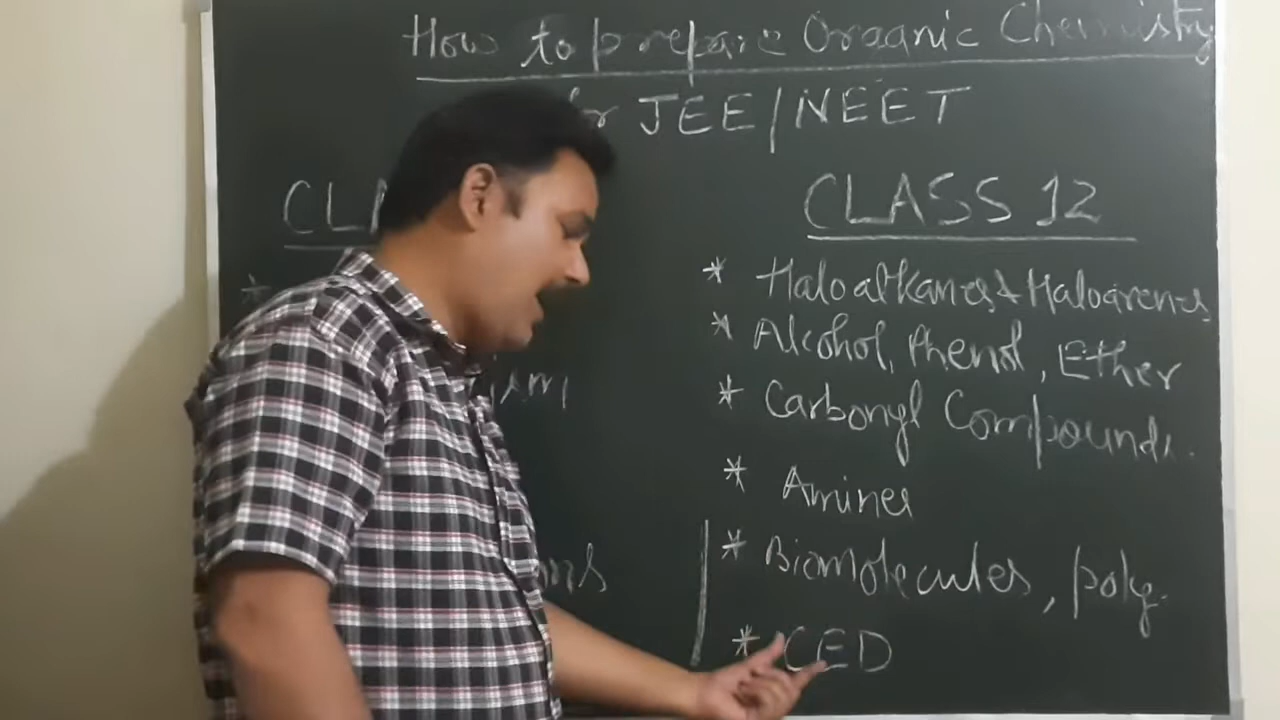 How to prepare Organic Chemistry
for JEE/NEET
CLA
CLASS 12
* Haloalkanes & Haloarenes
* Alcohol, Phenol, Ether
* Carbonyl Compounds.
* Amines
* Biomolecules, poly.
* CED